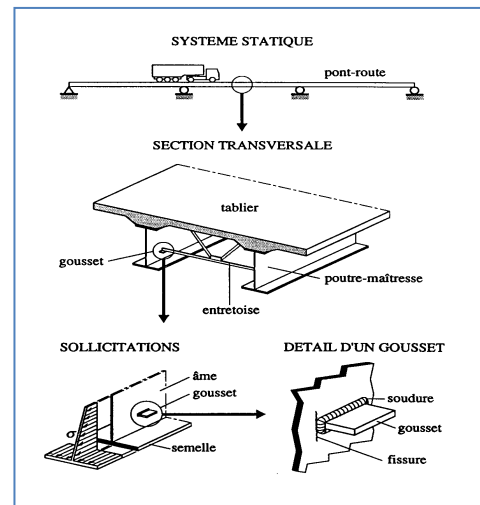 SYSTEME STATIQUE
pont-route
SECTION TRANSVERSALE
tablier
gousset
poutre-maîtresse
entretoise
SOLLICITATIONS
DETAIL D'UN GOUSSET
âme
gousset
σ
semelle
soudure
gousset
fissure